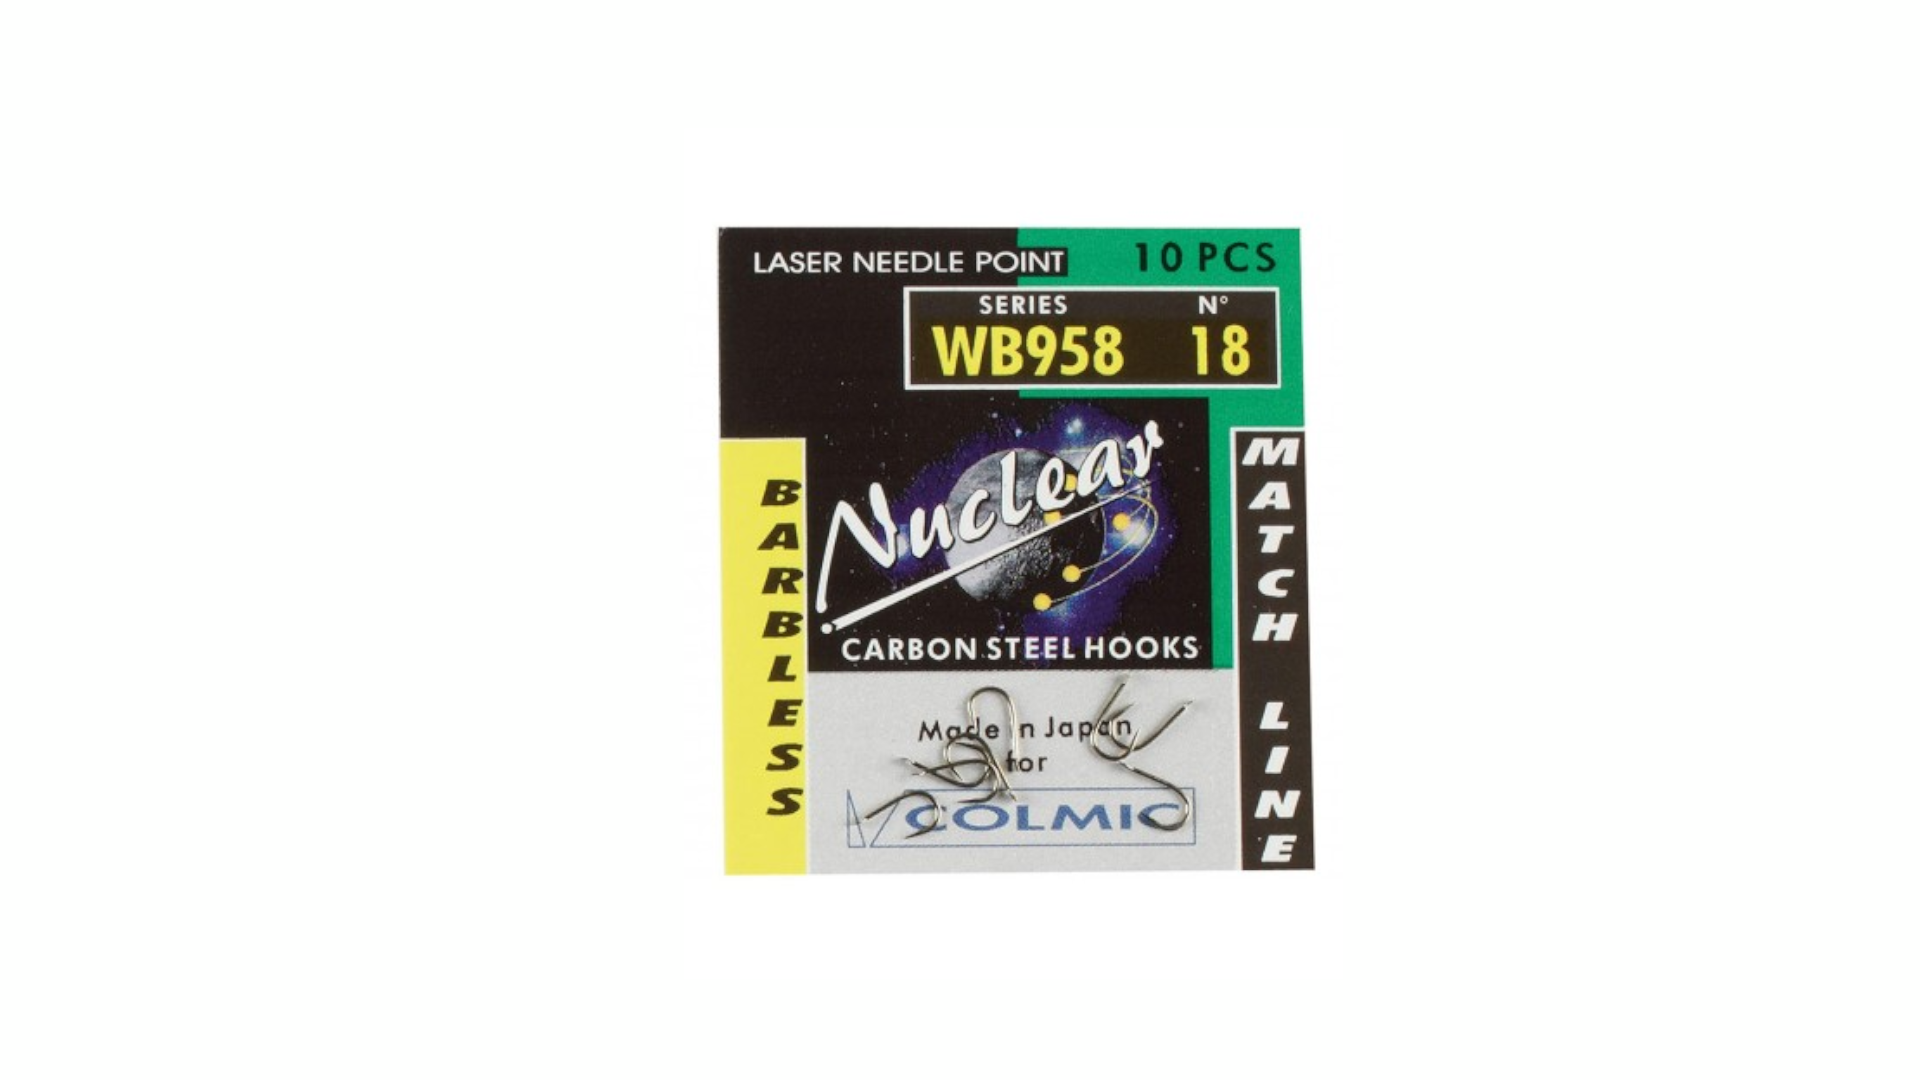 LASER NEEDLE POINT
10 PCS
SERIES N°
WB958 18
Nuclear
CARBON STEEL HOOKS
BARBLESS
MATCH LINE
Made in Japan
for
COLMIC